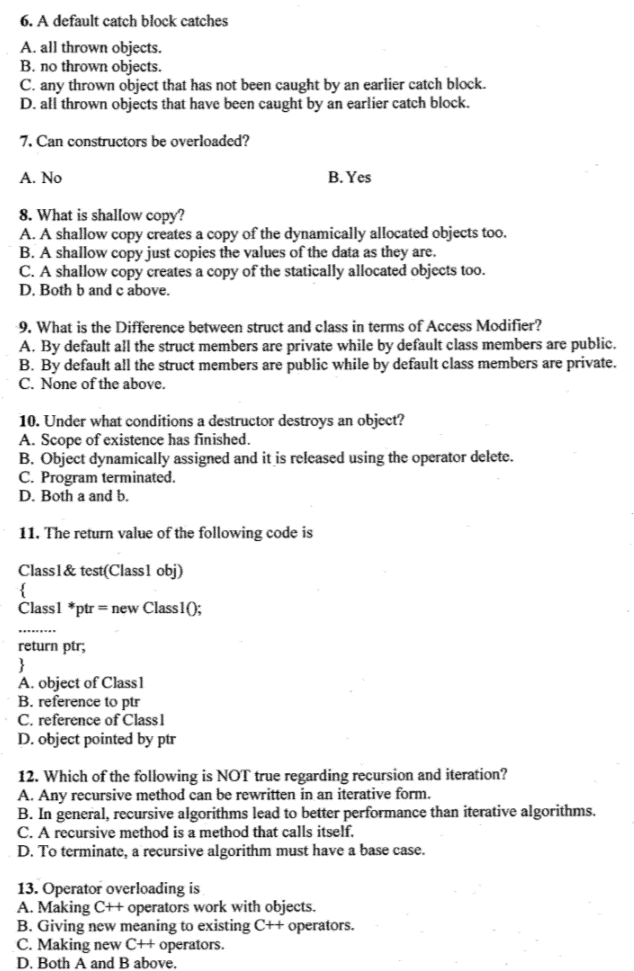 6. A default catch block catches
A. all thrown objects.
B. no thrown objects.
C. any thrown object that has not been caught by an earlier catch block.
D. all thrown objects that have been caught by an earlier catch block.
7. Can constructors be overloaded?
A. No B. Yes
8. What is shallow copy?
A. A shallow copy creates a copy of the dynamically allocated objects too.
B. A shallow copy just copies the values of the data as they are.
C. A shallow copy creates a copy of the statically allocated objects too.
D. Both b and c above.
9. What is the Difference between struct and class in terms of Access Modifier?
A. By default all the struct members are private while by default class members are public.
B. By default all the struct members are public while by default class members are private.
C. None of the above.
10. Under what conditions a destructor destroys an object?
A. Scope of existence has finished.
B. Object dynamically assigned and it is released using the operator delete.
C. Program terminated.
D. Both a and b.
11. The return value of the following code is
Class1& test(Class1 obj)
{
Class1 *ptr = new Class1();
.........
return ptr;
}
A. object of Class1
B. reference to ptr
C. reference of Class1
D. object pointed by ptr
12. Which of the following is NOT true regarding recursion and iteration?
A. Any recursive method can be rewritten in an iterative form.
B. In general, recursive algorithms lead to better performance than iterative algorithms.
C. A recursive method is a method that calls itself.
D. To terminate, a recursive algorithm must have a base case.
13. Operator overloading is
A. Making C++ operators work with objects.
B. Giving new meaning to existing C++ operators.
C. Making new C++ operators.
D. Both A and B above.